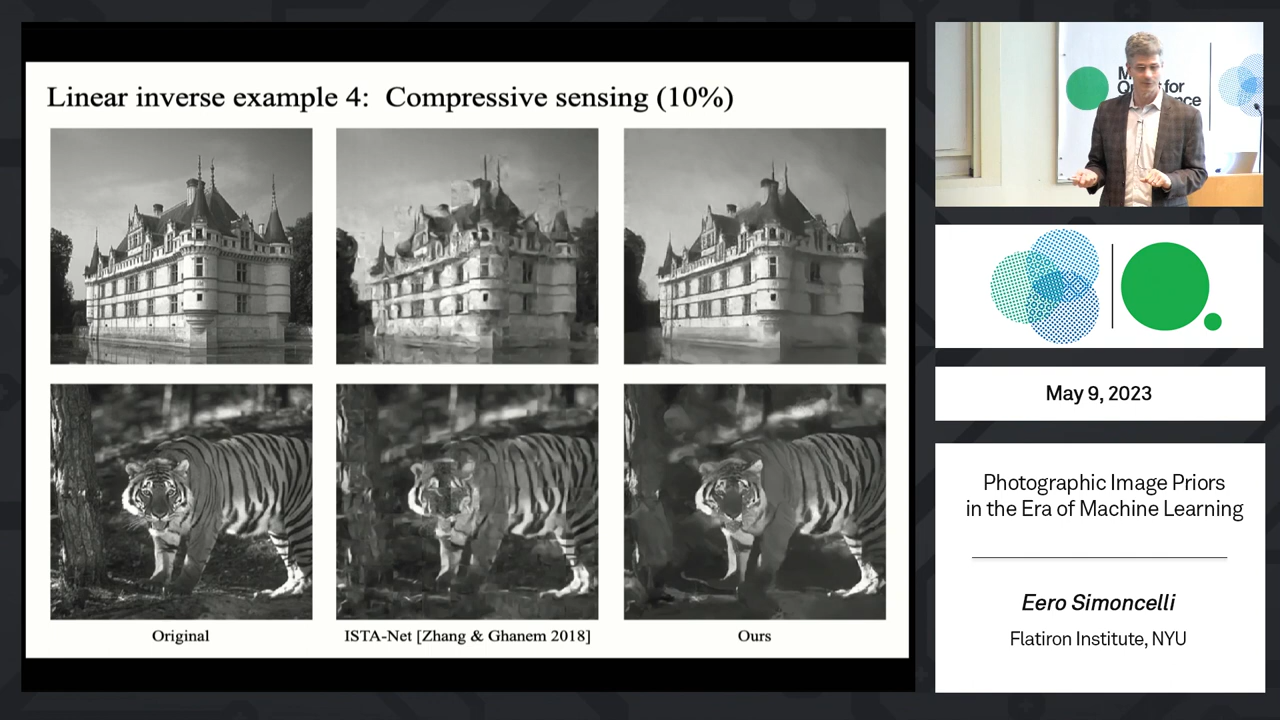 Linear inverse example 4: Compressive sensing (10%)
Original
ISTA-Net [Zhang & Ghanem 2018]
Ours
May 9, 2023
Photographic Image Priors
in the Era of Machine Learning
Eero Simoncelli
Flatiron Institute, NYU